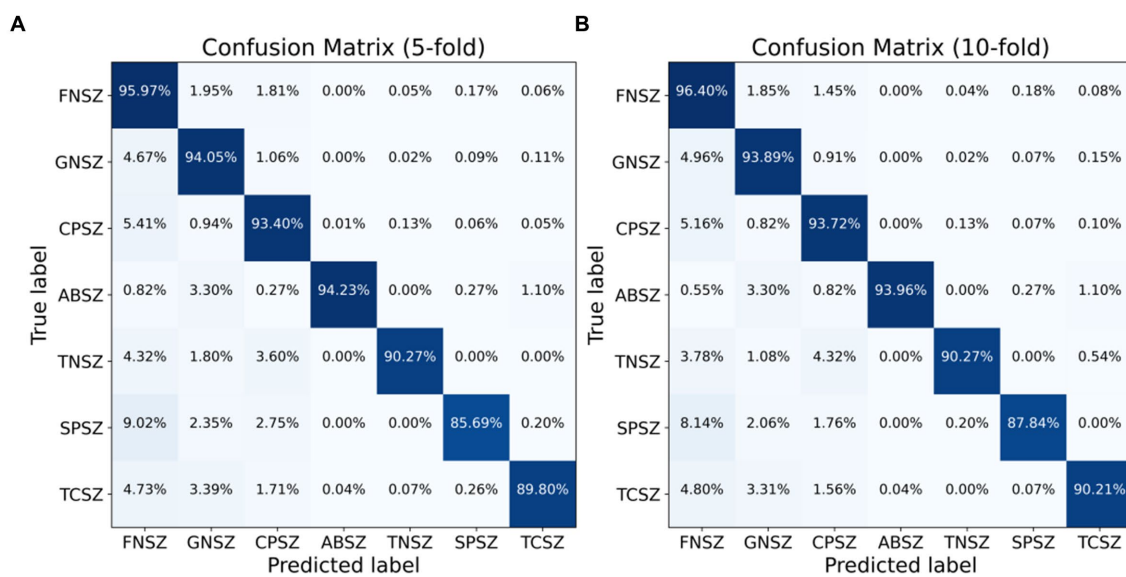 A
Confusion Matrix (5-fold)
True label
FNSZ 95.97% 1.95% 1.81% 0.00% 0.05% 0.17% 0.06%
GNSZ 4.67% 94.05% 1.06% 0.00% 0.02% 0.09% 0.11%
CPSZ 5.41% 0.94% 93.40% 0.01% 0.13% 0.06% 0.05%
ABSZ 0.82% 3.30% 0.27% 94.23% 0.00% 0.27% 1.10%
TNSZ 4.32% 1.80% 3.60% 0.00% 90.27% 0.00% 0.00%
SPSZ 9.02% 2.35% 2.75% 0.00% 0.00% 85.69% 0.20%
TCSZ 4.73% 3.39% 1.71% 0.04% 0.07% 0.26% 89.80%
FNSZ GNSZ CPSZ ABSZ TNSZ SPSZ TCSZ
Predicted label
B
Confusion Matrix (10-fold)
True label
FNSZ 96.40% 1.85% 1.45% 0.00% 0.04% 0.18% 0.08%
GNSZ 4.96% 93.89% 0.91% 0.00% 0.02% 0.07% 0.15%
CPSZ 5.16% 0.82% 93.72% 0.00% 0.13% 0.07% 0.10%
ABSZ 0.55% 3.30% 0.82% 93.96% 0.00% 0.27% 1.10%
TNSZ 3.78% 1.08% 4.32% 0.00% 90.27% 0.00% 0.54%
SPSZ 8.14% 2.06% 1.76% 0.00% 0.20% 87.84% 0.00%
TCSZ 4.80% 3.31% 1.56% 0.04% 0.00% 0.07% 90.21%
FNSZ GNSZ CPSZ ABSZ TNSZ SPSZ TCSZ
Predicted label